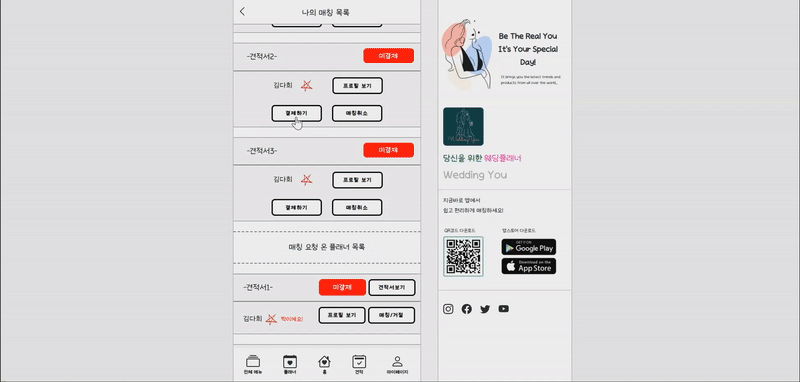 나의 매칭 목록
-견적서2-
미결제
김다희
프로필 보기
결제하기
매칭취소
-견적서3-
미결제
김다희
프로필 보기
결제하기
매칭취소
매칭 요청 온 플래너 목록
-견적서1-
미결제
견적서보기
김다희
프로필 보기
매칭/거절
전체 메뉴
플래너
홈
견적
마이페이지
Be The Real You
It's Your Special
Day!
It brings you the latest trends and
products from all over the world..
당신을 위한 웨딩플래너
Wedding You
지금바로 앱에서
쉽고 편리하게 매칭하세요!
QR코드 다운로드
앱스토어 다운로드
GET IT ON
Google Play
Download on the
App Store